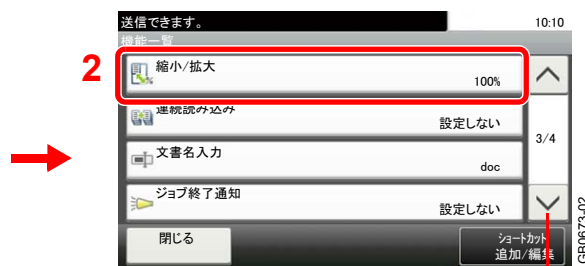 送信できます。 10:10
機能一覧
2
縮小/拡大
100%
連続読み込み
設定しない
3/4
文書名入力
doc
ジョブ終了通知
設定しない
閉じる
ショートカット
追加/編集
GB0673-02